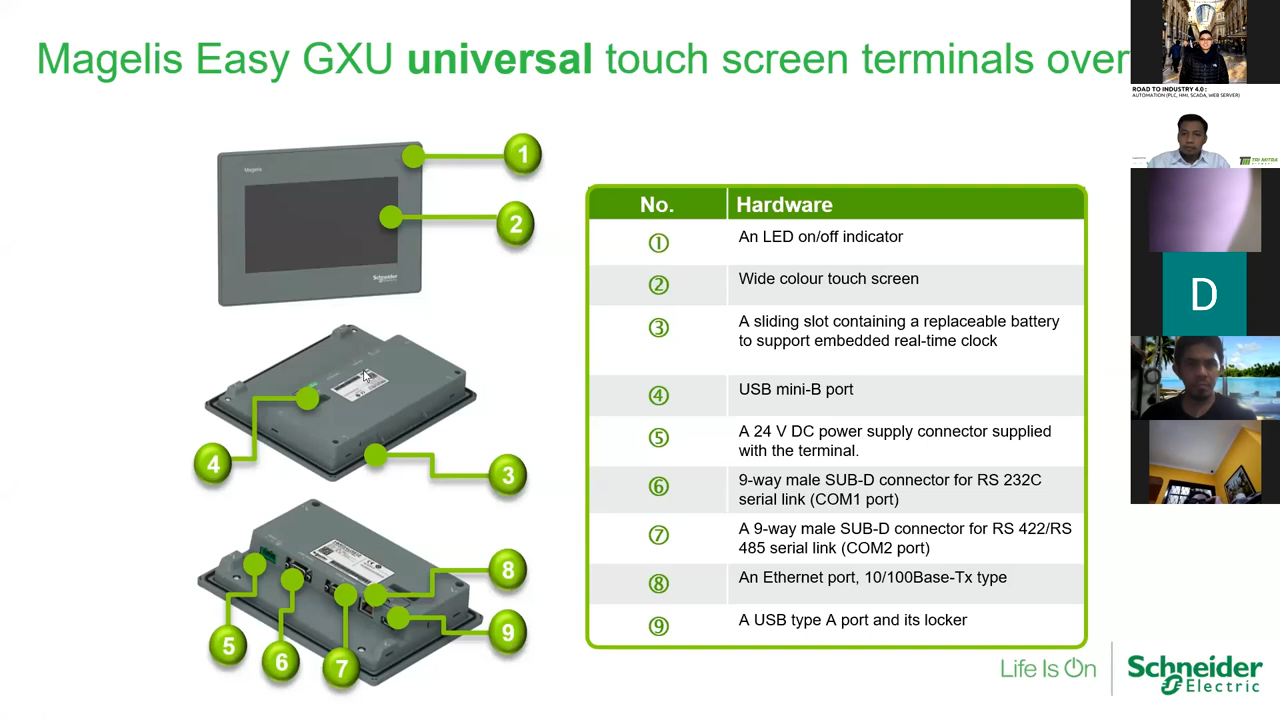 Magelis Easy GXU universal touch screen terminals over
ROAD TO INDUSTRY 4.0 :
AUTOMATION (PLC, HMI, SCADA, WEB SERVER)
TRI MITRA
D
Magelis
Schneider
1
2
4
3
5
6
7
8
9
No. Hardware
① An LED on/off indicator
② Wide colour touch screen
③ A sliding slot containing a replaceable battery
to support embedded real-time clock
④ USB mini-B port
⑤ A 24 V DC power supply connector supplied
with the terminal.
⑥ 9-way male SUB-D connector for RS 232C
serial link (COM1 port)
⑦ A 9-way male SUB-D connector for RS 422/RS
485 serial link (COM2 port)
⑧ An Ethernet port, 10/100Base-Tx type
⑨ A USB type A port and its locker
Life Is On
Schneider
Electric